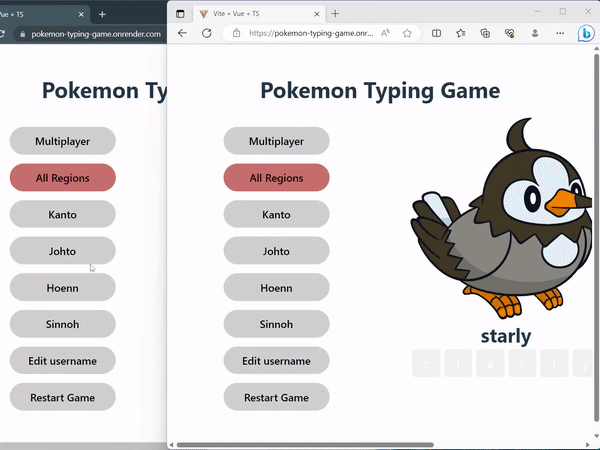 Vue + TS
pokemon-typing-game.onrender.com
Pokemon Ty
Multiplayer
All Regions
Kanto
Johto
Hoenn
Sinnoh
Edit username
Restart Game
Vite + Vue + TS
https://pokemon-typing-game.onr...
Pokemon Typing Game
Multiplayer
All Regions
Kanto
Johto
Hoenn
Sinnoh
Edit username
Restart Game
starly
s t a r l y